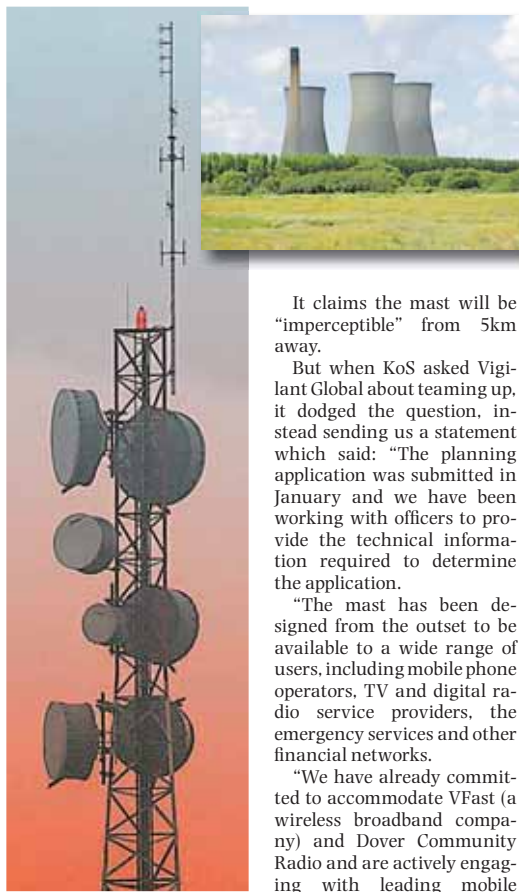 It claims the mast will be
“imperceptible” from 5km
away.
But when KoS asked Vigi-
lant Global about teaming up,
it dodged the question, in-
stead sending us a statement
which said: “The planning
application was submitted in
January and we have been
working with officers to pro-
vide the technical informa-
tion required to determine
the application.
“The mast has been de-
signed from the outset to be
available to a wide range of
users, including mobile phone
operators, TV and digital ra-
dio service providers, the
emergency services and other
financial networks.
“We have already commit-
ted to accommodate VFast (a
wireless broadband compa-
ny) and Dover Community
Radio and are actively engag-
ing with leading mobile